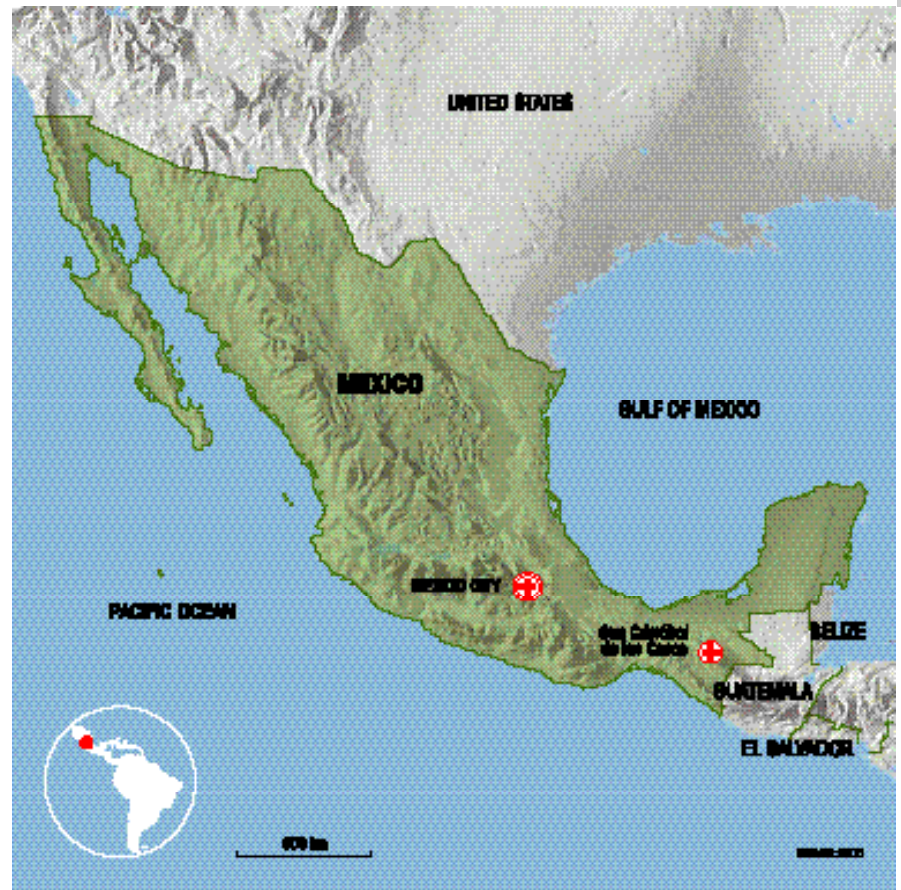 UNITED STATES
MEXICO
GULF OF MEXICO
MEXICO CITY
PACIFIC OCEAN
San Cristóbal
de las Casas
BELIZE
GUATEMALA
EL SALVADOR
km